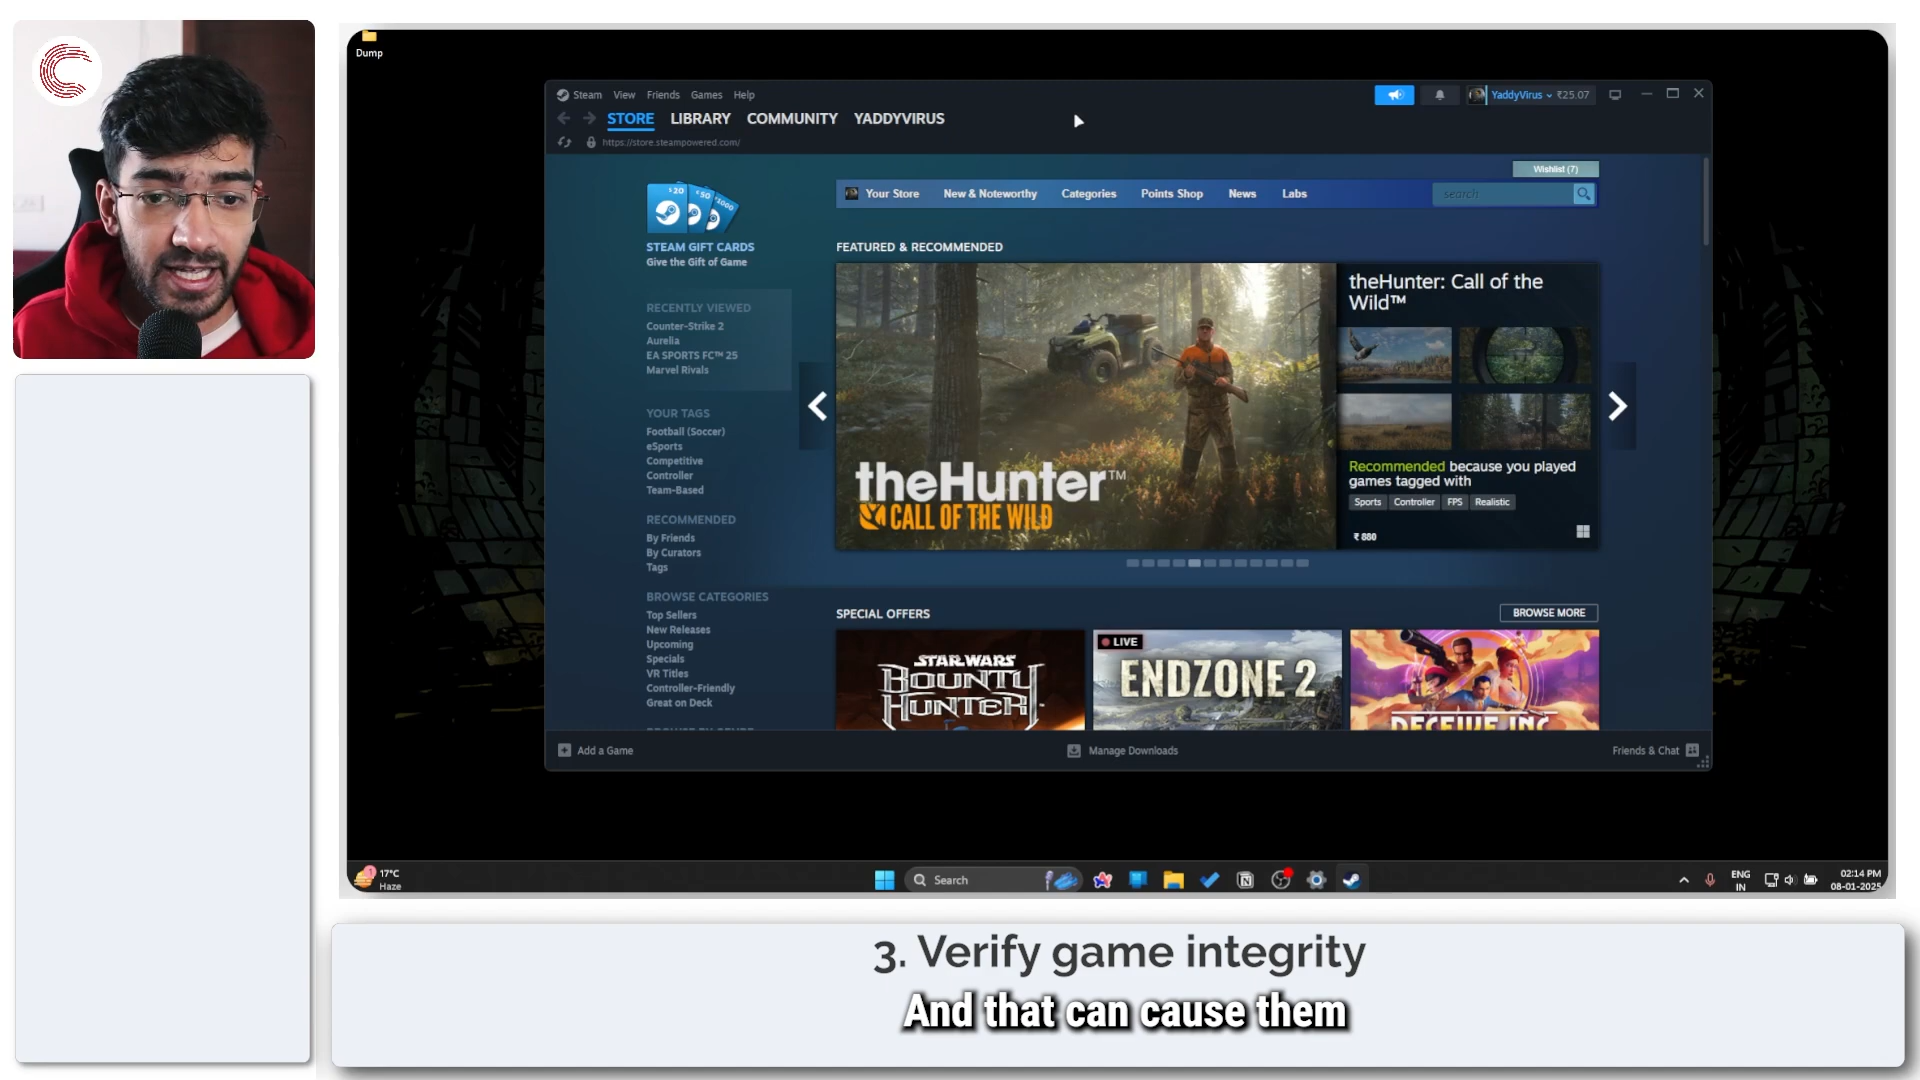 Dump
Steam View Friends Games Help
YaddyVirus ₹25.07
STORE LIBRARY COMMUNITY YADDYVIRUS
https://store.steampowered.com/
Wishlist (7)
Your Store New & Noteworthy Categories Points Shop News Labs
search
$20 $50 $1000
STEAM GIFT CARDS
Give the Gift of Game
RECENTLY VIEWED
Counter-Strike 2
Aurelia
EA SPORTS FC™ 25
Marvel Rivals
YOUR TAGS
Football (Soccer)
eSports
Competitive
Controller
Team-Based
RECOMMENDED
By Friends
By Curators
Tags
BROWSE CATEGORIES
Top Sellers
New Releases
Upcoming
Specials
VR Titles
Controller-Friendly
Great on Deck
FEATURED & RECOMMENDED
theHunter™
CALL OF THE WILD
theHunter: Call of the
Wild™
Recommended because you played
games tagged with
Sports Controller FPS Realistic
₹ 880
SPECIAL OFFERS
BROWSE MORE
STAR WARS
BOUNTY
HUNTER
LIVE
ENDZONE 2
DECEIVE INC.
Add a Game
Manage Downloads
Friends & Chat
17°C
Haze
Search
ENG
IN
02:14 PM
08-01-2025
3. Verify game integrity
And that can cause them